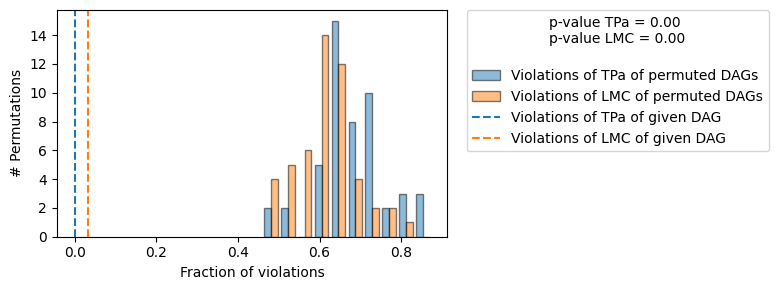 14
12
10
8
6
4
2
0
# Permutations
0.0 0.2 0.4 0.6 0.8
Fraction of violations
p-value TPa = 0.00
p-value LMC = 0.00
Violations of TPa of permuted DAGs
Violations of LMC of permuted DAGs
Violations of TPa of given DAG
Violations of LMC of given DAG